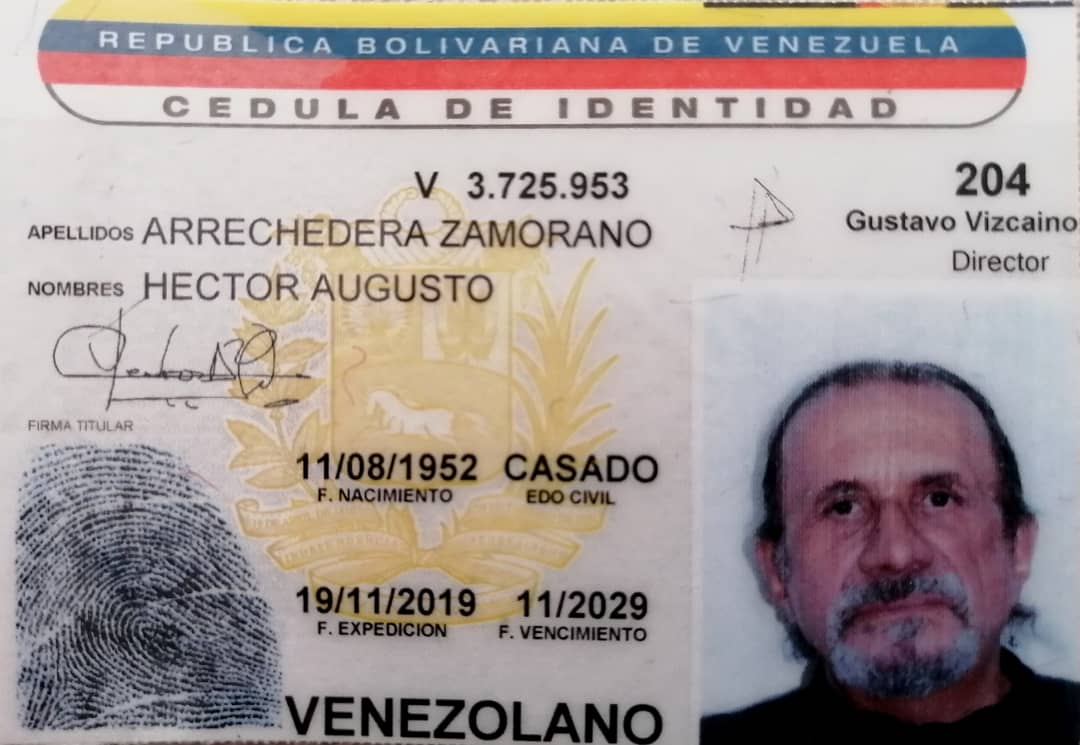 REPUBLICA BOLIVARIANA DE VENEZUELA
CEDULA DE IDENTIDAD
V 3.725.953
204
APELLIDOS ARRECHEDERA ZAMORANO
Gustavo Vizcaino
Director
NOMBRES HECTOR AUGUSTO
FIRMA TITULAR
11/08/1952 CASADO
F. NACIMIENTO EDO CIVIL
19/11/2019 11/2029
F. EXPEDICION F. VENCIMIENTO
VENEZOLANO